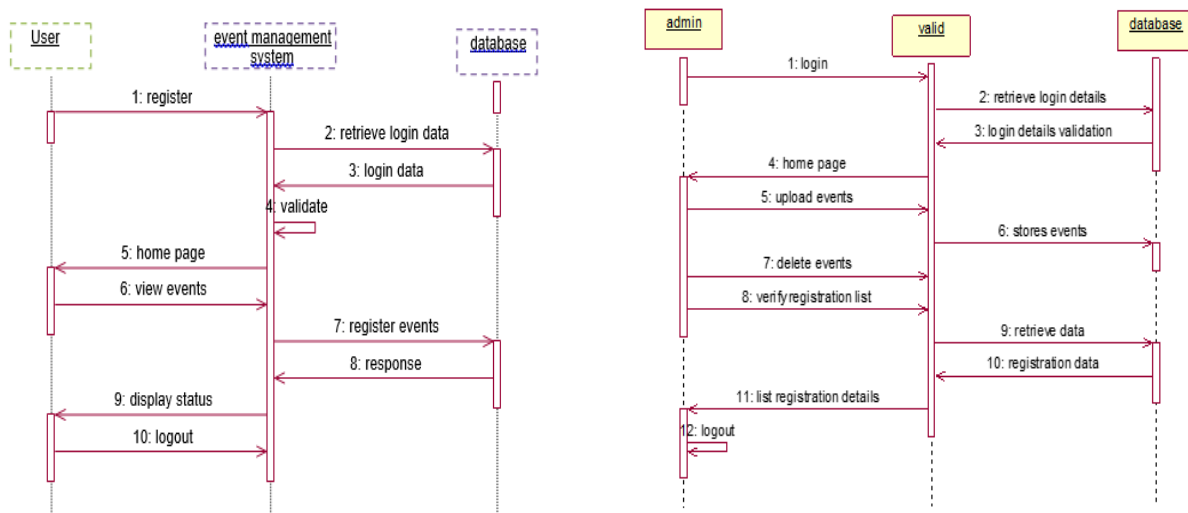 User
event management
system
database
1: register
2: retrieve login data
3: login data
4: validate
5: home page
6: view events
7: register events
8: response
9: display status
10: logout
admin
valid
database
1: login
2: retrieve login details
3: login details validation
4: home page
5: upload events
6: stores events
7: delete events
8: verify registration list
9: retrieve data
10: registration data
11: list registration details
12: logout